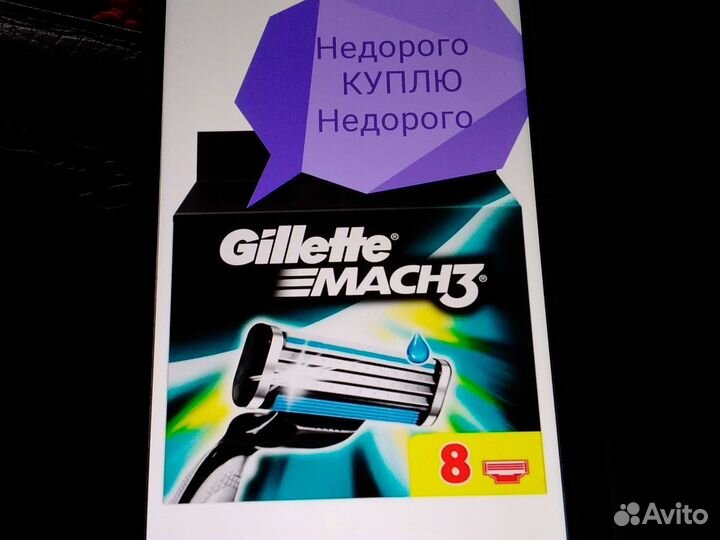 Недорого
КУПЛЮ
Недорого
Gillette®
MACH3®
8
Avito